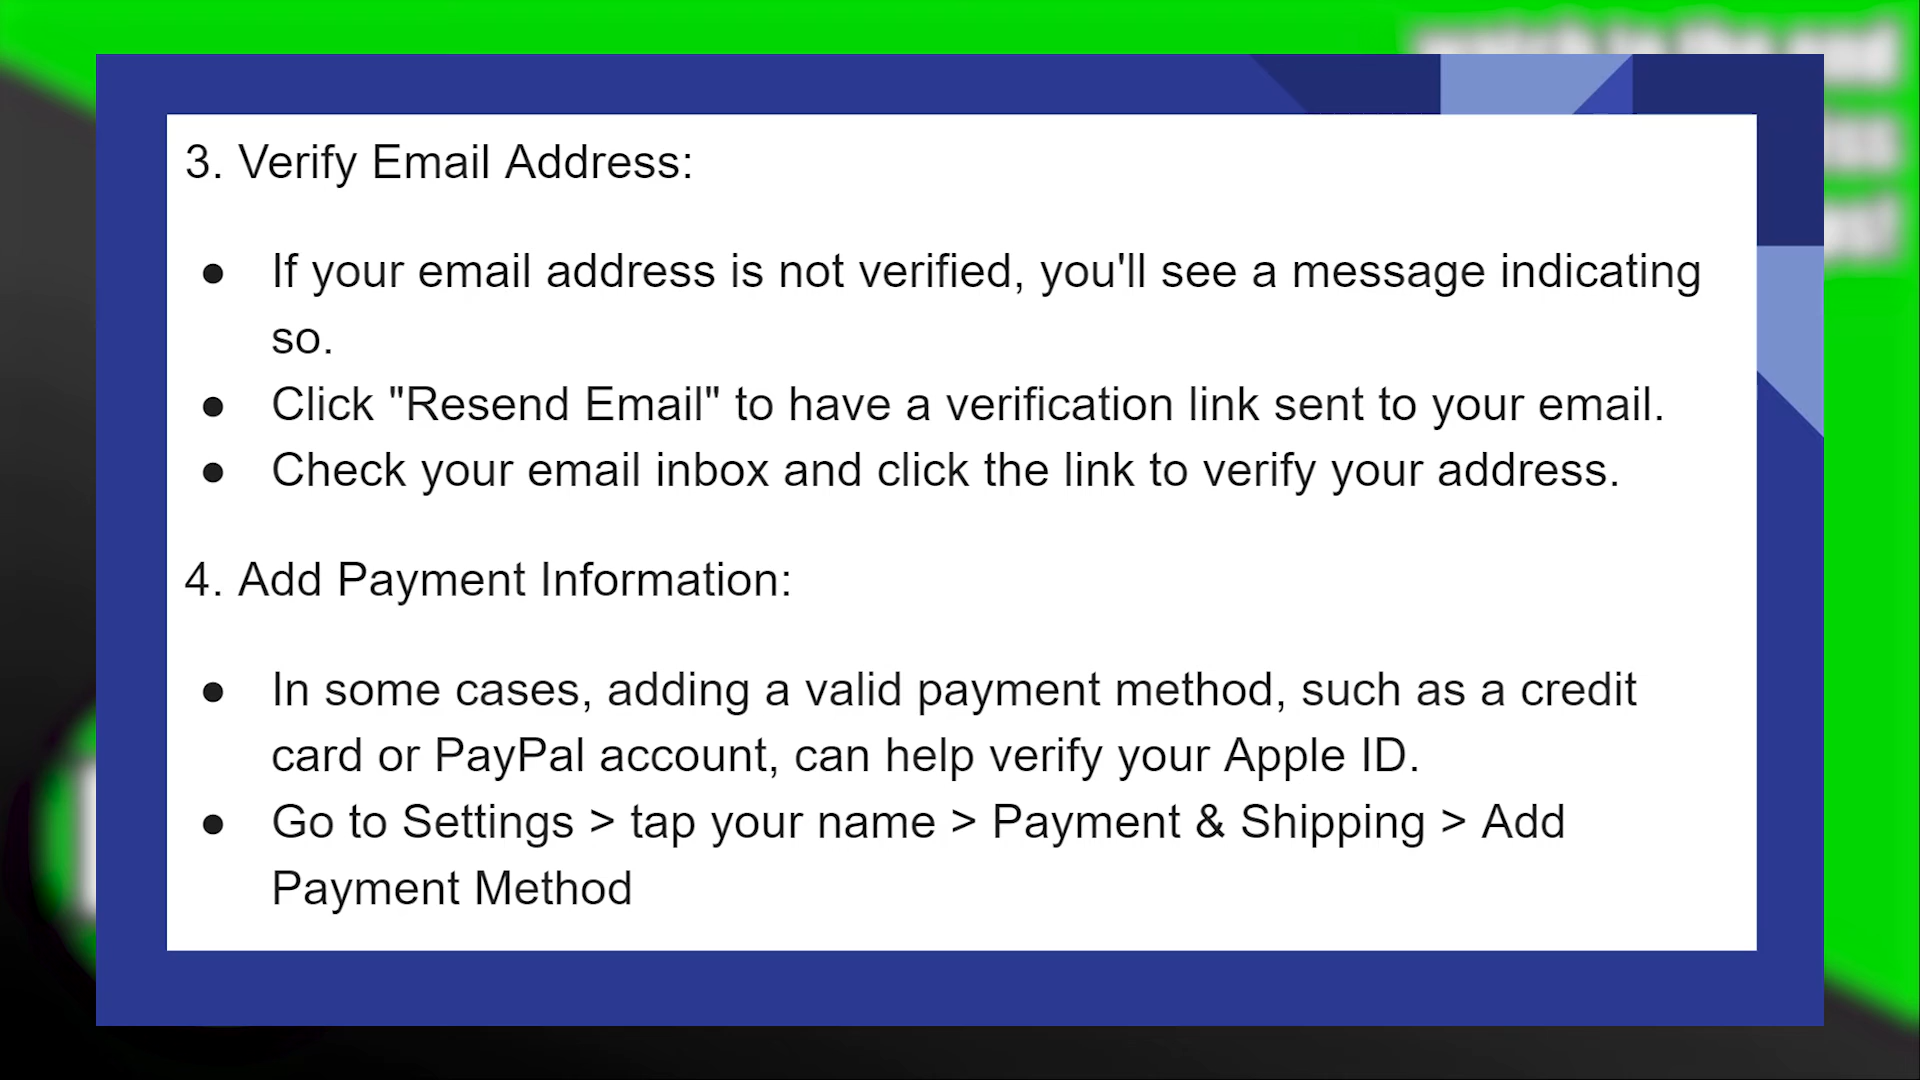 3. Verify Email Address:
● If your email address is not verified, you'll see a message indicating
so.
● Click "Resend Email" to have a verification link sent to your email.
● Check your email inbox and click the link to verify your address.
4. Add Payment Information:
● In some cases, adding a valid payment method, such as a credit
card or PayPal account, can help verify your Apple ID.
● Go to Settings > tap your name > Payment & Shipping > Add
Payment Method